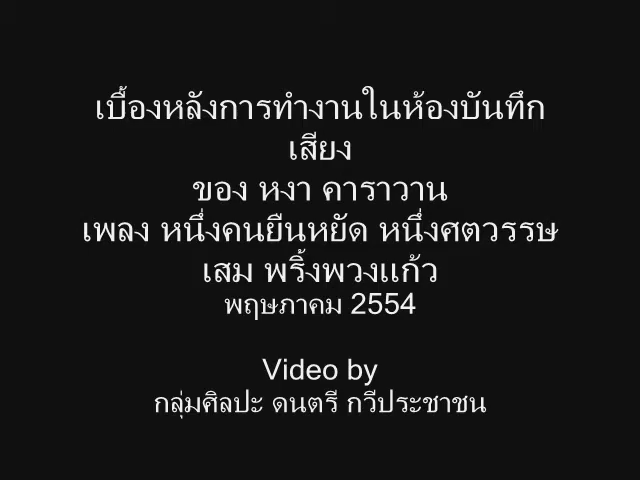 เบื้องหลังการทำงานในห้องบันทึก
เสียง
ของ หงา คาราวาน
เพลง หนึ่งคนยืนหยัด หนึ่งศตวรรษ
เสม พริ้งพวงแก้ว
พฤษภาคม 2554
Video by
กลุ่มศิลปะ ดนตรี กวีประชาชน